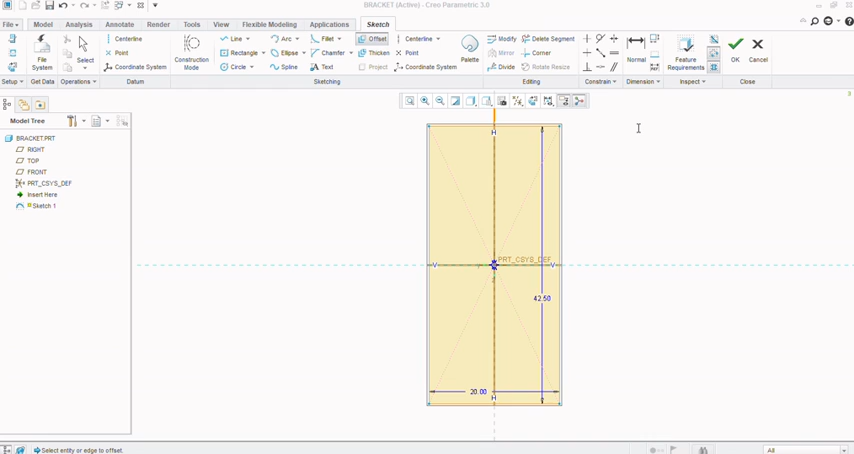 BRACKET (Active) - Creo Parametric 3.0
File Model Analysis Annotate Render Tools View Flexible Modeling Applications Sketch
Centerline Line Arc Fillet Offset Centerline Modify Delete Segment
Point Rectangle Ellipse Chamfer Thicken Point Mirror Corner
Coordinate System Circle Spline Text Project Coordinate System Divide Rotate Resize
File System
Select
Construction Mode
Palette
Normal
Feature Requirements
OK
Cancel
Setup Get Data Operations Datum Sketching Editing Constrain Dimension Inspect Close
3
Model Tree
BRACKET.PRT
RIGHT
TOP
FRONT
PRT_CSYS_DEF
Insert Here
Sketch 1
H
V PRT_CSYS_DEF V
42.50
20.00
H
Select entity or edge to offset.
All